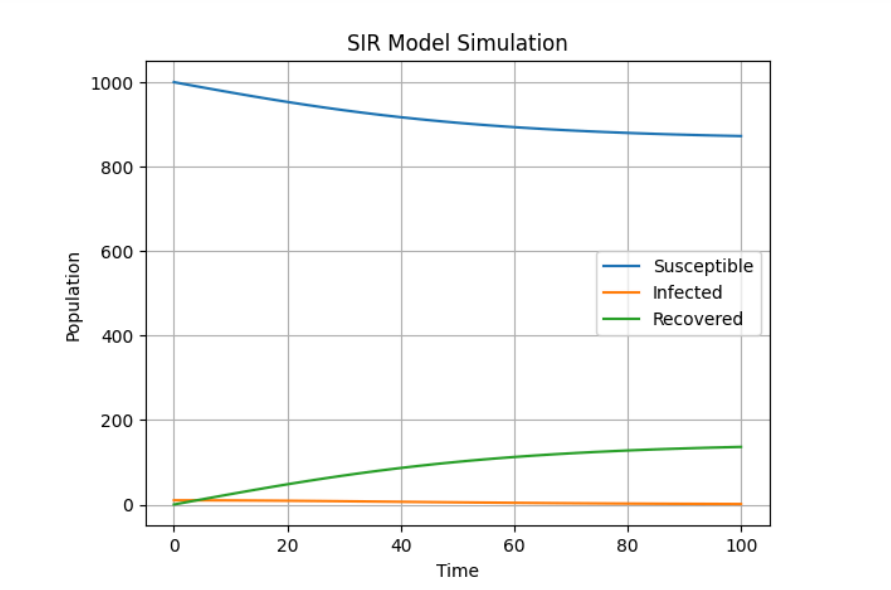 SIR Model Simulation
1000
800
600
400
200
0
Population
Susceptible
Infected
Recovered
0 20 40 60 80 100
Time